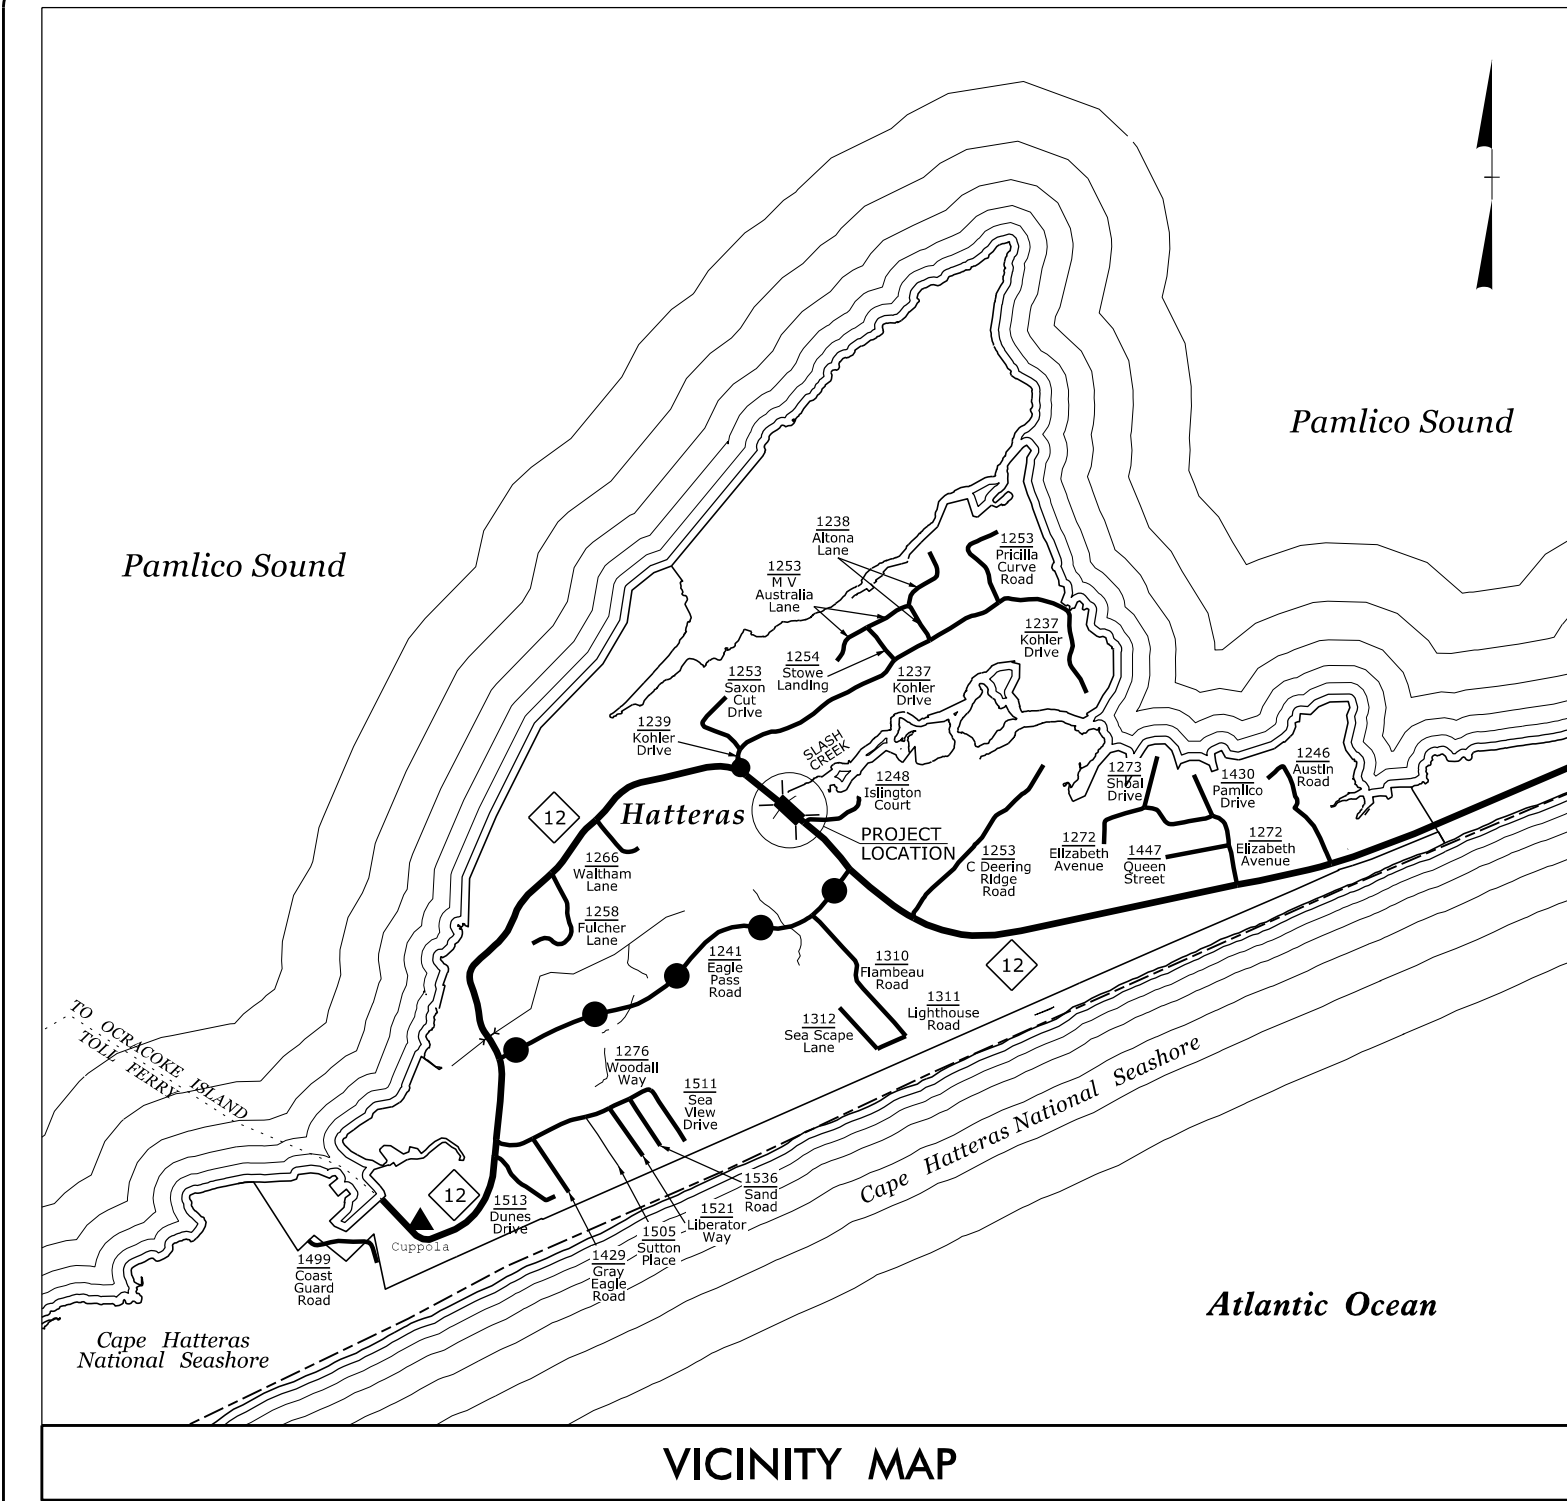 Pamlico Sound
Pamlico Sound
1238
Altona
Lane
1253
Pricilla
Curve
Road
1253
M V
Australia
Lane
1237
Kohler
Drive
1254
Stowe
Landing
1253
Saxon
Cut
Drive
1237
Kohler
Drive
1239
Kohler
Drive
SLASH
CREEK
1248
Islington
Court
1273
Shoal
Drive
1430
Pamlico
Drive
1246
Austin
Road
12
Hatteras
PROJECT
LOCATION
1253
C Deering
Ridge
Road
1272
Elizabeth
Avenue
1447
Queen
Street
1272
Elizabeth
Avenue
1266
Waltham
Lane
1258
Fulcher
Lane
1241
Eagle
Pass
Road
1310
Flambeau
Road
12
1311
Lighthouse
Road
1312
Sea Scape
Lane
TO OCRACOKE ISLAND
TOLL
FERRY
1276
Woodall
Way
1511
Sea
View
Drive
Cape Hatteras National Seashore
12
1513
Dunes
Drive
1536
Sand
Road
1521
Liberator
Way
1505
Sutton
Place
1429
Gray
Eagle
Road
Cuppola
1499
Coast
Guard
Road
Cape Hatteras
National Seashore
Atlantic Ocean
VICINITY MAP